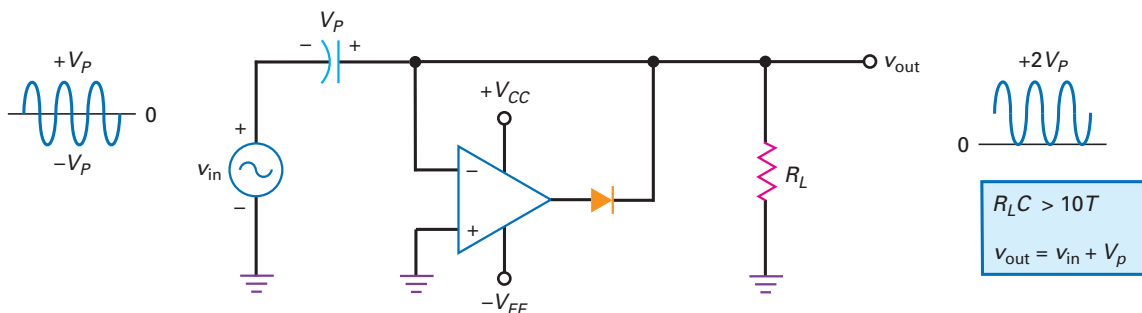 V_P
− +
+V_P
0
−V_P
+
v_in
−
+V_CC
−
+
−V_EE
R_L
v_out
+2V_P
0
R_LC > 10T
v_out = v_in + V_p